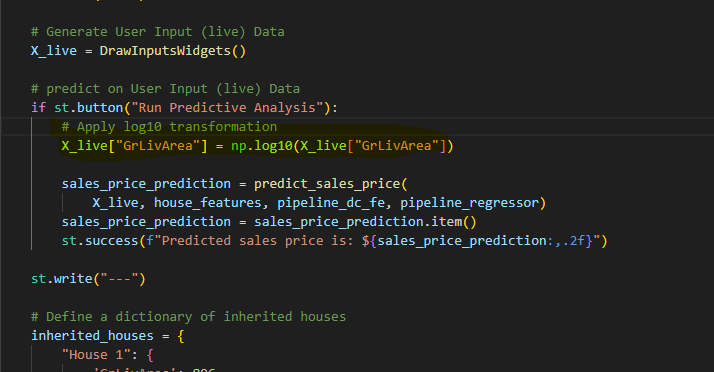 # Generate User Input (live) Data
X_live = DrawInputsWidgets()
# predict on User Input (live) Data
if st.button("Run Predictive Analysis"):
# Apply log10 transformation
X_live["GrLivArea"] = np.log10(X_live["GrLivArea"])
sales_price_prediction = predict_sales_price(
X_live, house_features, pipeline_dc_fe, pipeline_regressor)
sales_price_prediction = sales_price_prediction.item()
st.success(f"Predicted sales price is: ${sales_price_prediction:,.2f}")
st.write("---")
# Define a dictionary of inherited houses
inherited_houses = {
"House 1": {
'GrLivArea': 896